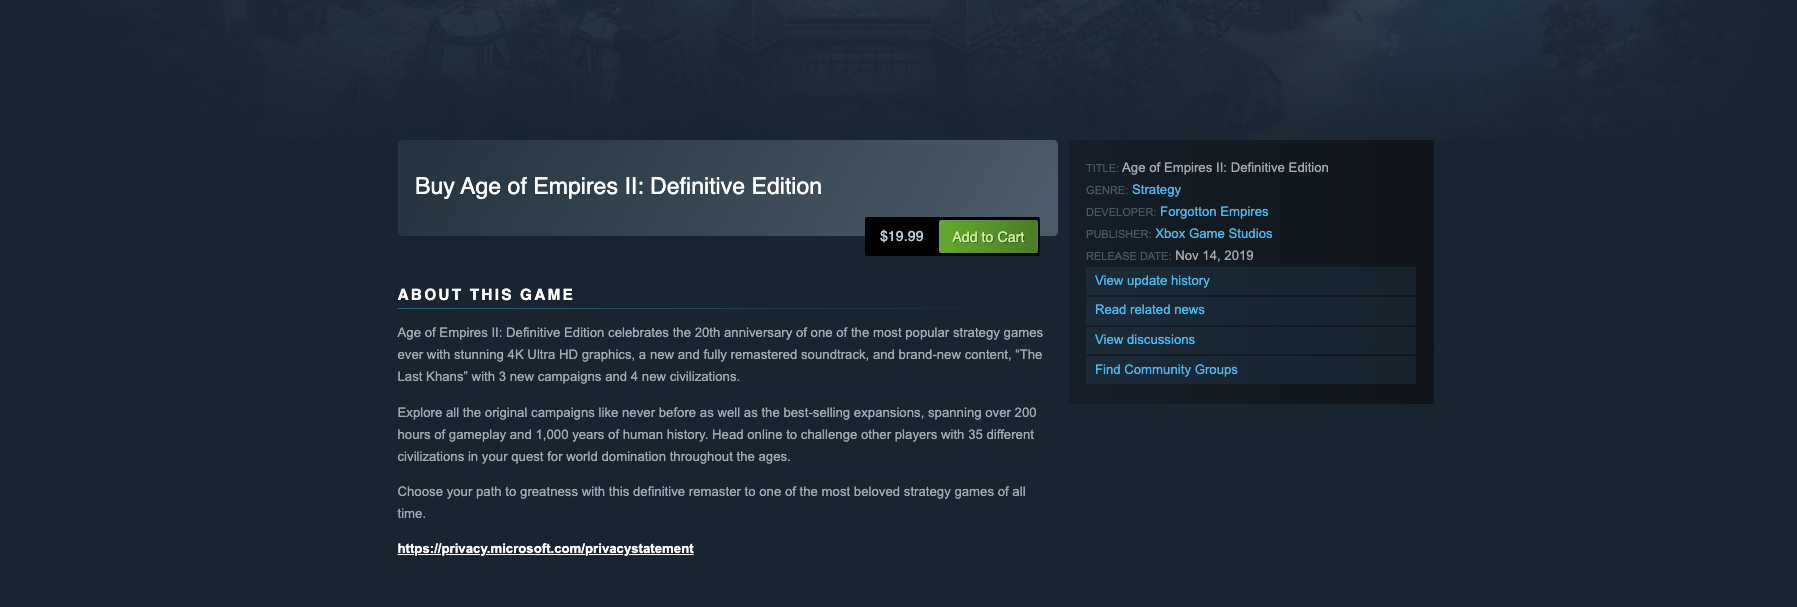 Buy Age of Empires II: Definitive Edition
$19.99 Add to Cart
ABOUT THIS GAME
Age of Empires II: Definitive Edition celebrates the 20th anniversary of one of the most popular strategy games
ever with stunning 4K Ultra HD graphics, a new and fully remastered soundtrack, and brand-new content, “The
Last Khans” with 3 new campaigns and 4 new civilizations.
Explore all the original campaigns like never before as well as the best-selling expansions, spanning over 200
hours of gameplay and 1,000 years of human history. Head online to challenge other players with 35 different
civilizations in your quest for world domination throughout the ages.
Choose your path to greatness with this definitive remaster to one of the most beloved strategy games of all
time.
https://privacy.microsoft.com/privacystatement
TITLE: Age of Empires II: Definitive Edition
GENRE: Strategy
DEVELOPER: Forgotton Empires
PUBLISHER: Xbox Game Studios
RELEASE DATE: Nov 14, 2019
View update history
Read related news
View discussions
Find Community Groups